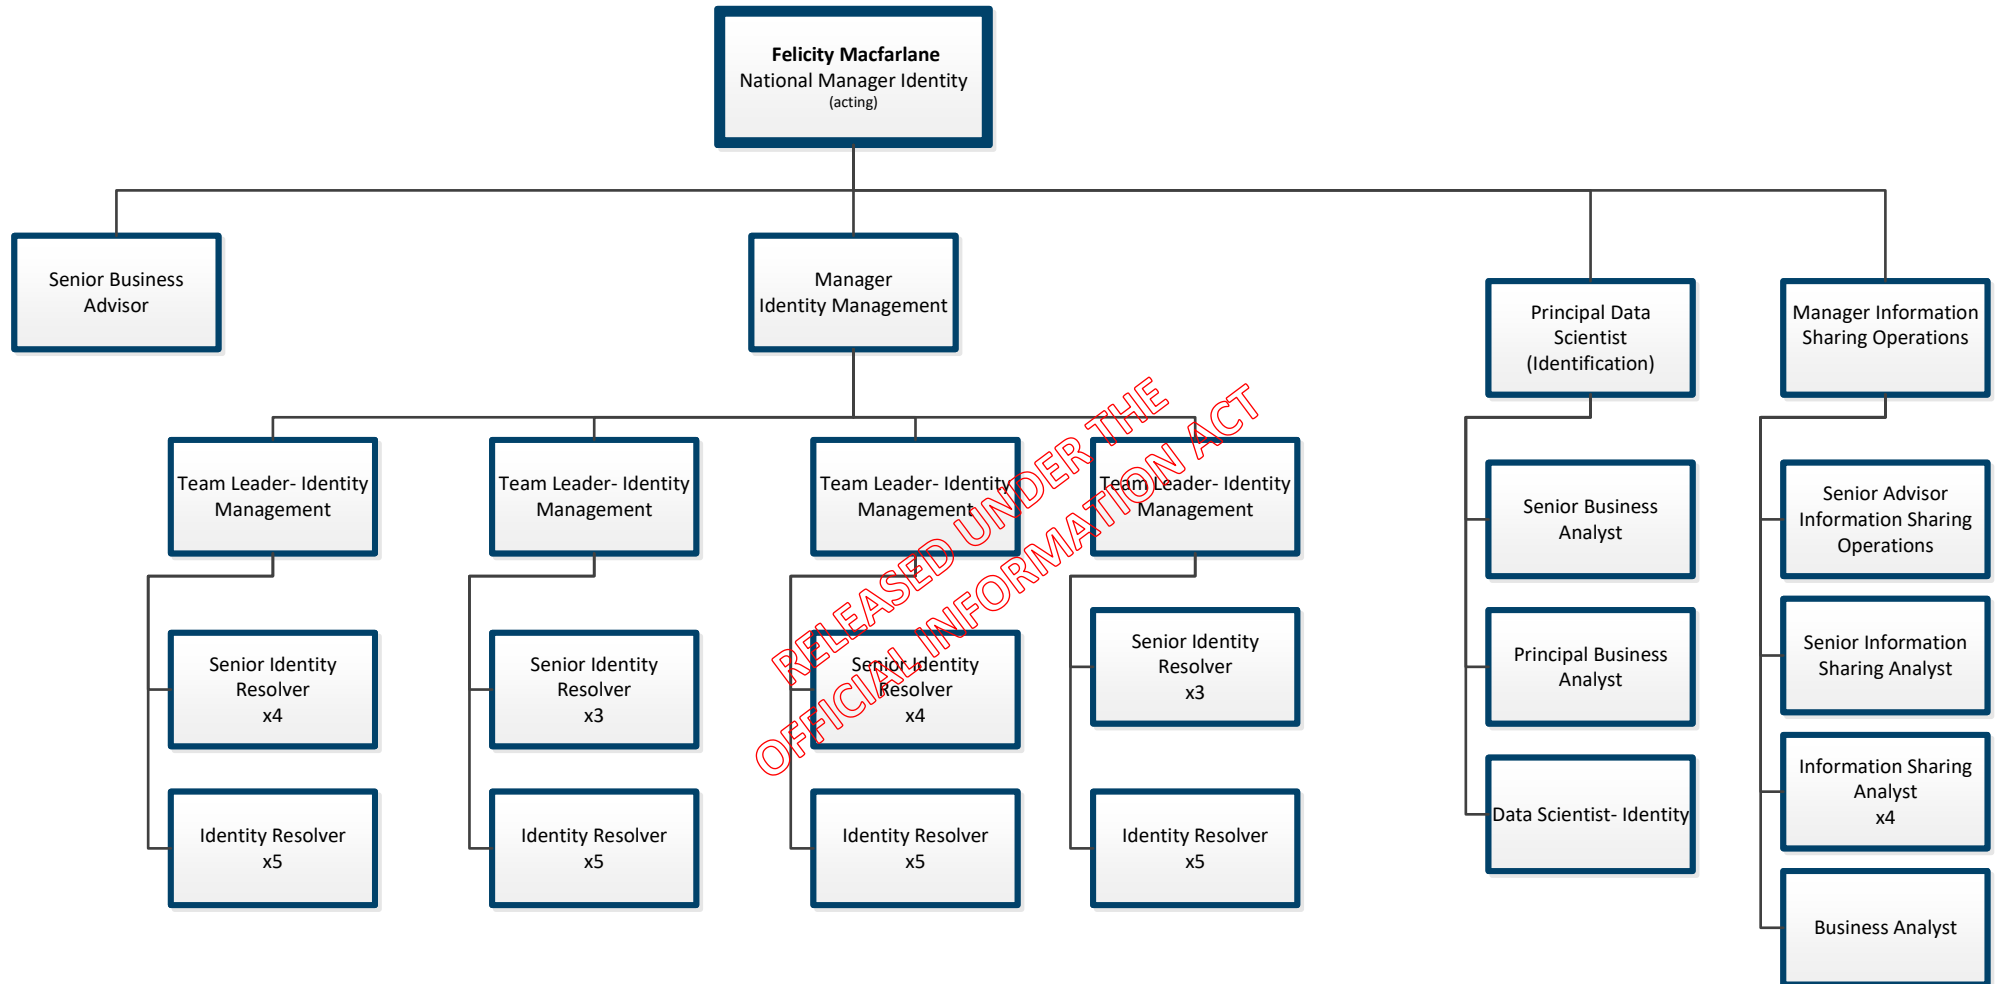 Felicity Macfarlane
National Manager Identity
(acting)
Senior Business
Advisor
Manager
Identity Management
Principal Data
Scientist
(Identification)
Manager Information
Sharing Operations
Team Leader- Identity
Management
Team Leader- Identity
Management
Team Leader- Identity
Management
Team Leader- Identity
Management
Senior Identity
Resolver
x4
Senior Identity
Resolver
x3
Senior Identity
Resolver
x4
Senior Identity
Resolver
x3
Identity Resolver
x5
Identity Resolver
x5
Identity Resolver
x5
Identity Resolver
x5
Senior Business
Analyst
Principal Business
Analyst
Data Scientist- Identity
Senior Advisor
Information Sharing
Operations
Senior Information
Sharing Analyst
Information Sharing
Analyst
x4
Business Analyst
RELEASED UNDER THE
OFFICIAL INFORMATION ACT